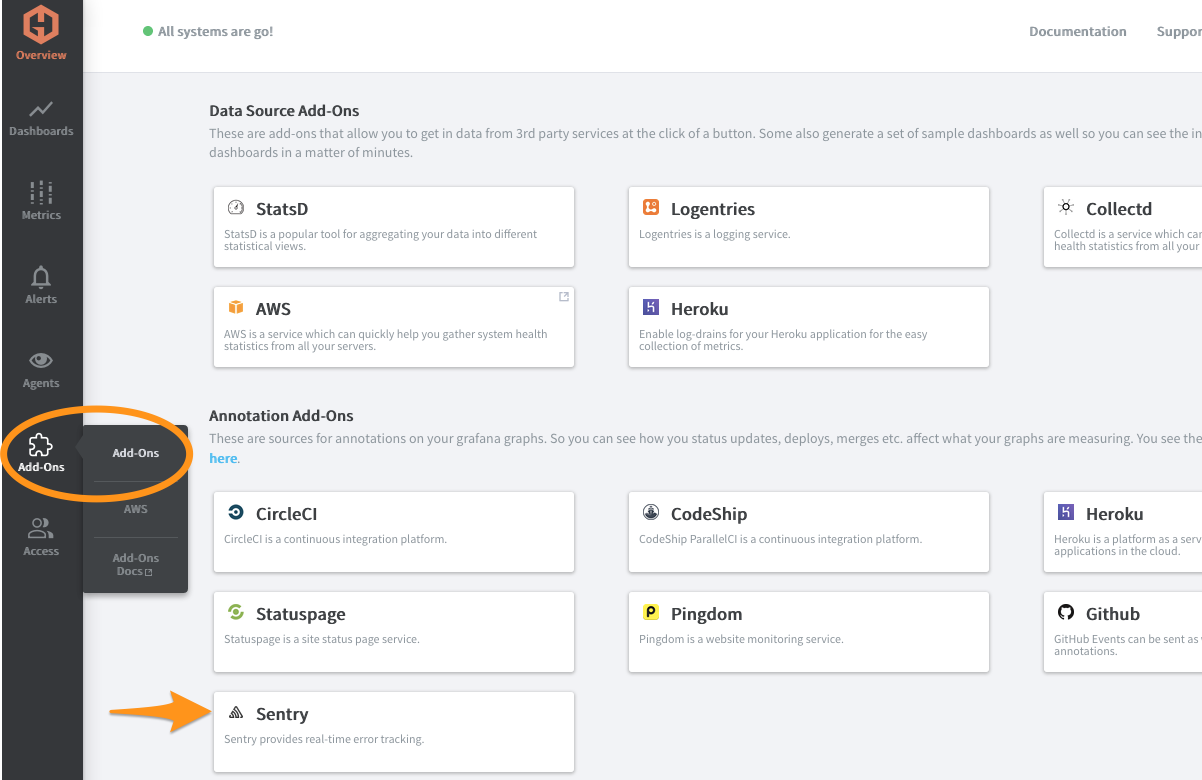 Overview
All systems are go!
Documentation
Suppor
Dashboards
Metrics
Alerts
Agents
Add-Ons
Access
Add-Ons
AWS
Add-Ons
Docs
Data Source Add-Ons
These are add-ons that allow you to get in data from 3rd party services at the click of a button. Some also generate a set of sample dashboards as well so you can see the in
dashboards in a matter of minutes.
StatsD
StatsD is a popular tool for aggregating your data into different
statistical views.
Logentries
Logentries is a logging service.
Collectd
Collectd is a service which can
health statistics from all your
AWS
AWS is a service which can quickly help you gather system health
statistics from all your servers.
Heroku
Enable log-drains for your Heroku application for the easy
collection of metrics.
Annotation Add-Ons
These are sources for annotations on your grafana graphs. So you can see how you status updates, deploys, merges etc. affect what your graphs are measuring. You see the
here.
CircleCI
CircleCI is a continuous integration platform.
CodeShip
CodeShip ParallelCI is a continuous integration platform.
Heroku
Heroku is a platform as a serv
applications in the cloud.
Statuspage
Statuspage is a site status page service.
Pingdom
Pingdom is a website monitoring service.
Github
GitHub Events can be sent as
annotations.
Sentry
Sentry provides real-time error tracking.